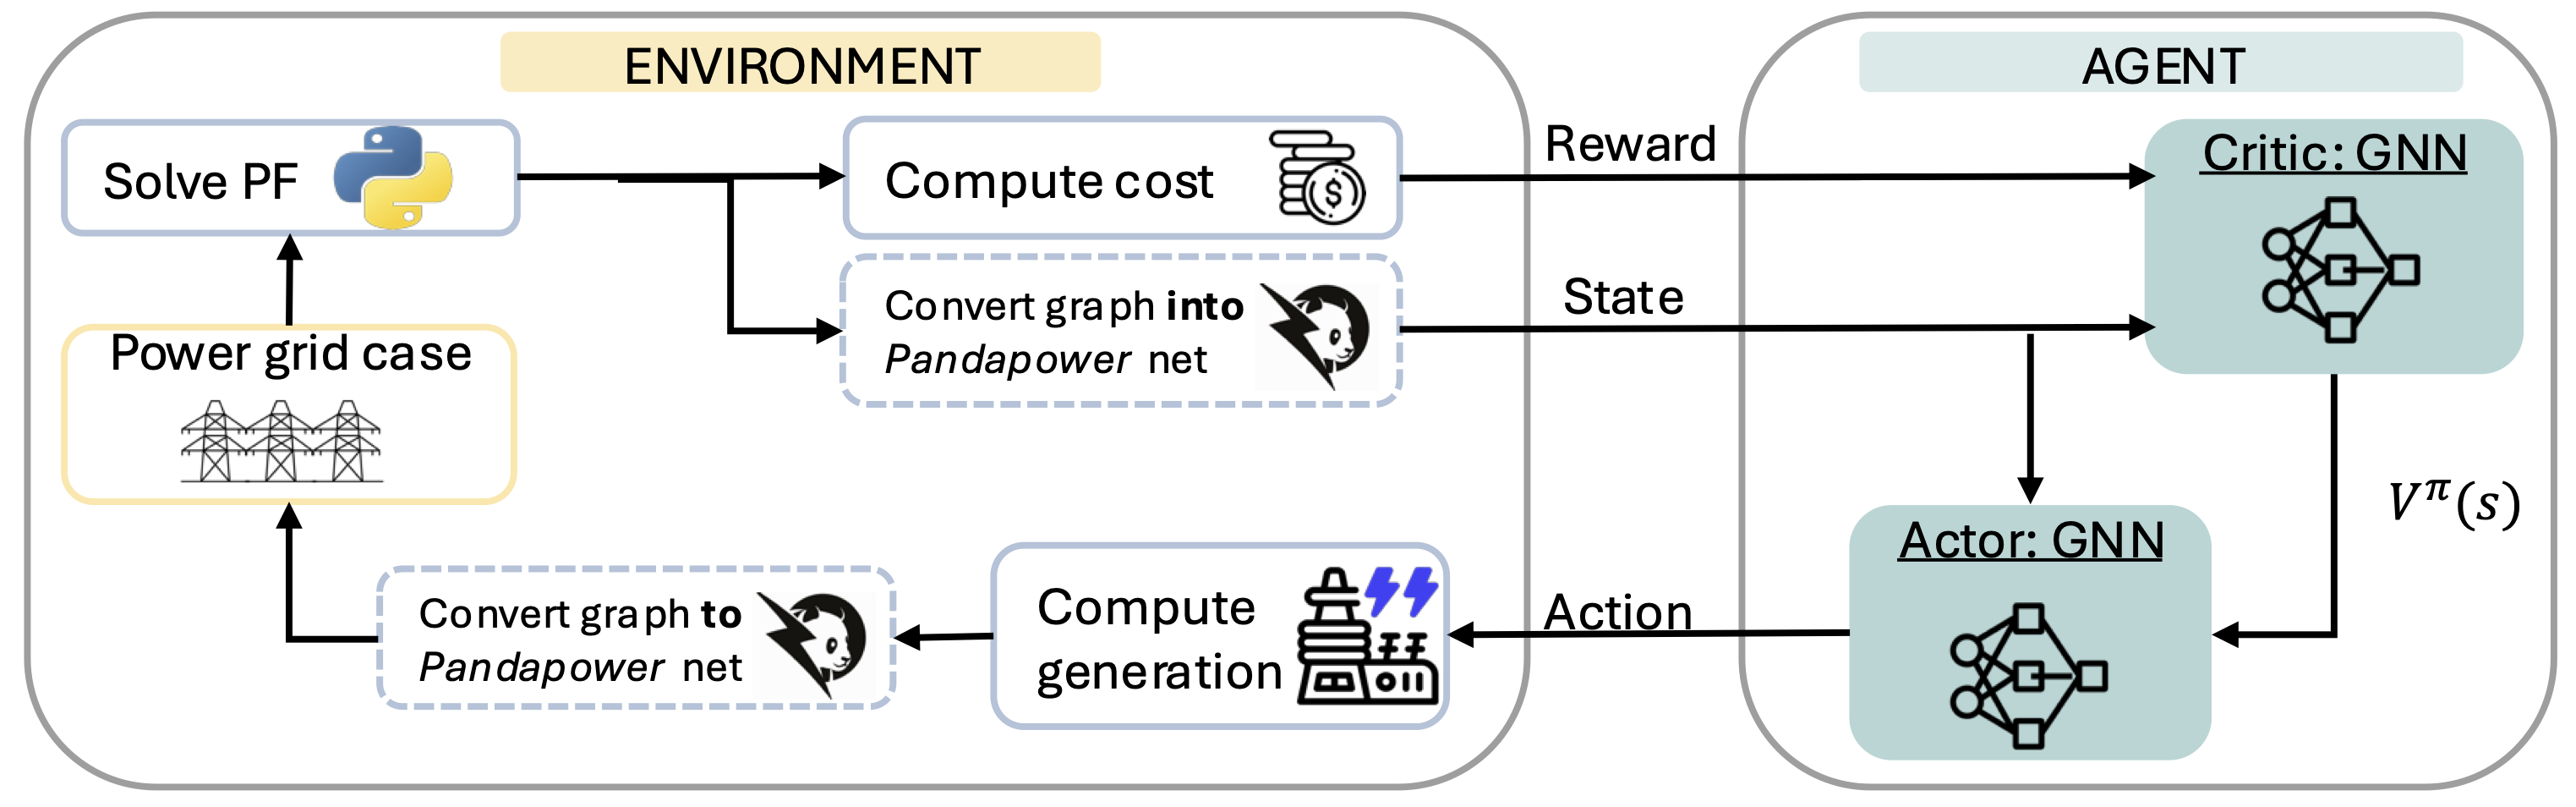 ENVIRONMENT
AGENT
Solve PF
Compute cost
$
Reward
Critic: GNN
Convert graph into
Pandapower net
State
Power grid case
V^π(s)
Actor: GNN
Compute
generation
Action
Convert graph to
Pandapower net